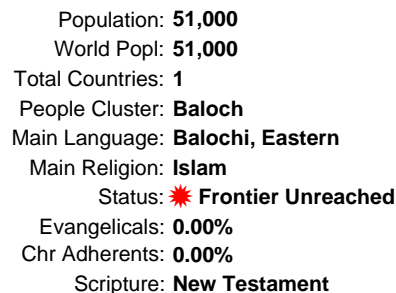 Population: 51,000
World Popl: 51,000
Total Countries: 1
People Cluster: Baloch
Main Language: Balochi, Eastern
Main Religion: Islam
Status: Frontier Unreached
Evangelicals: 0.00%
Chr Adherents: 0.00%
Scripture: New Testament